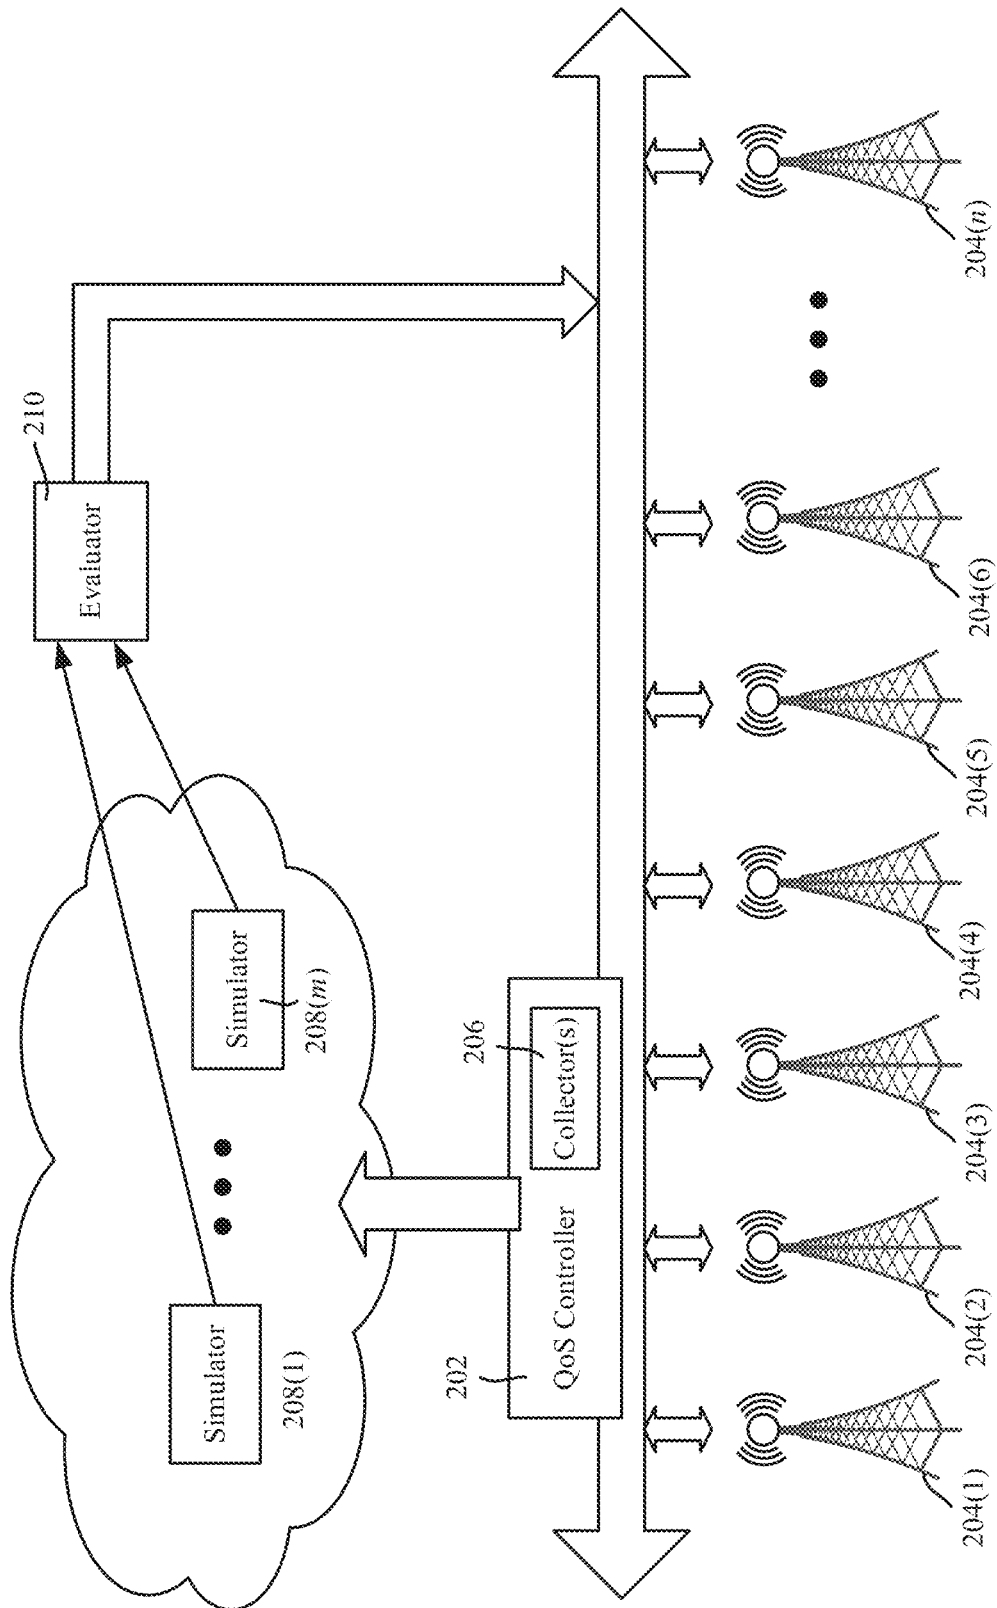 210
Evaluator
Simulator
208(m)
Simulator
208(1)
206
Collector(s)
202
QoS Controller
204(1)
204(2)
204(3)
204(4)
204(5)
204(6)
204(n)